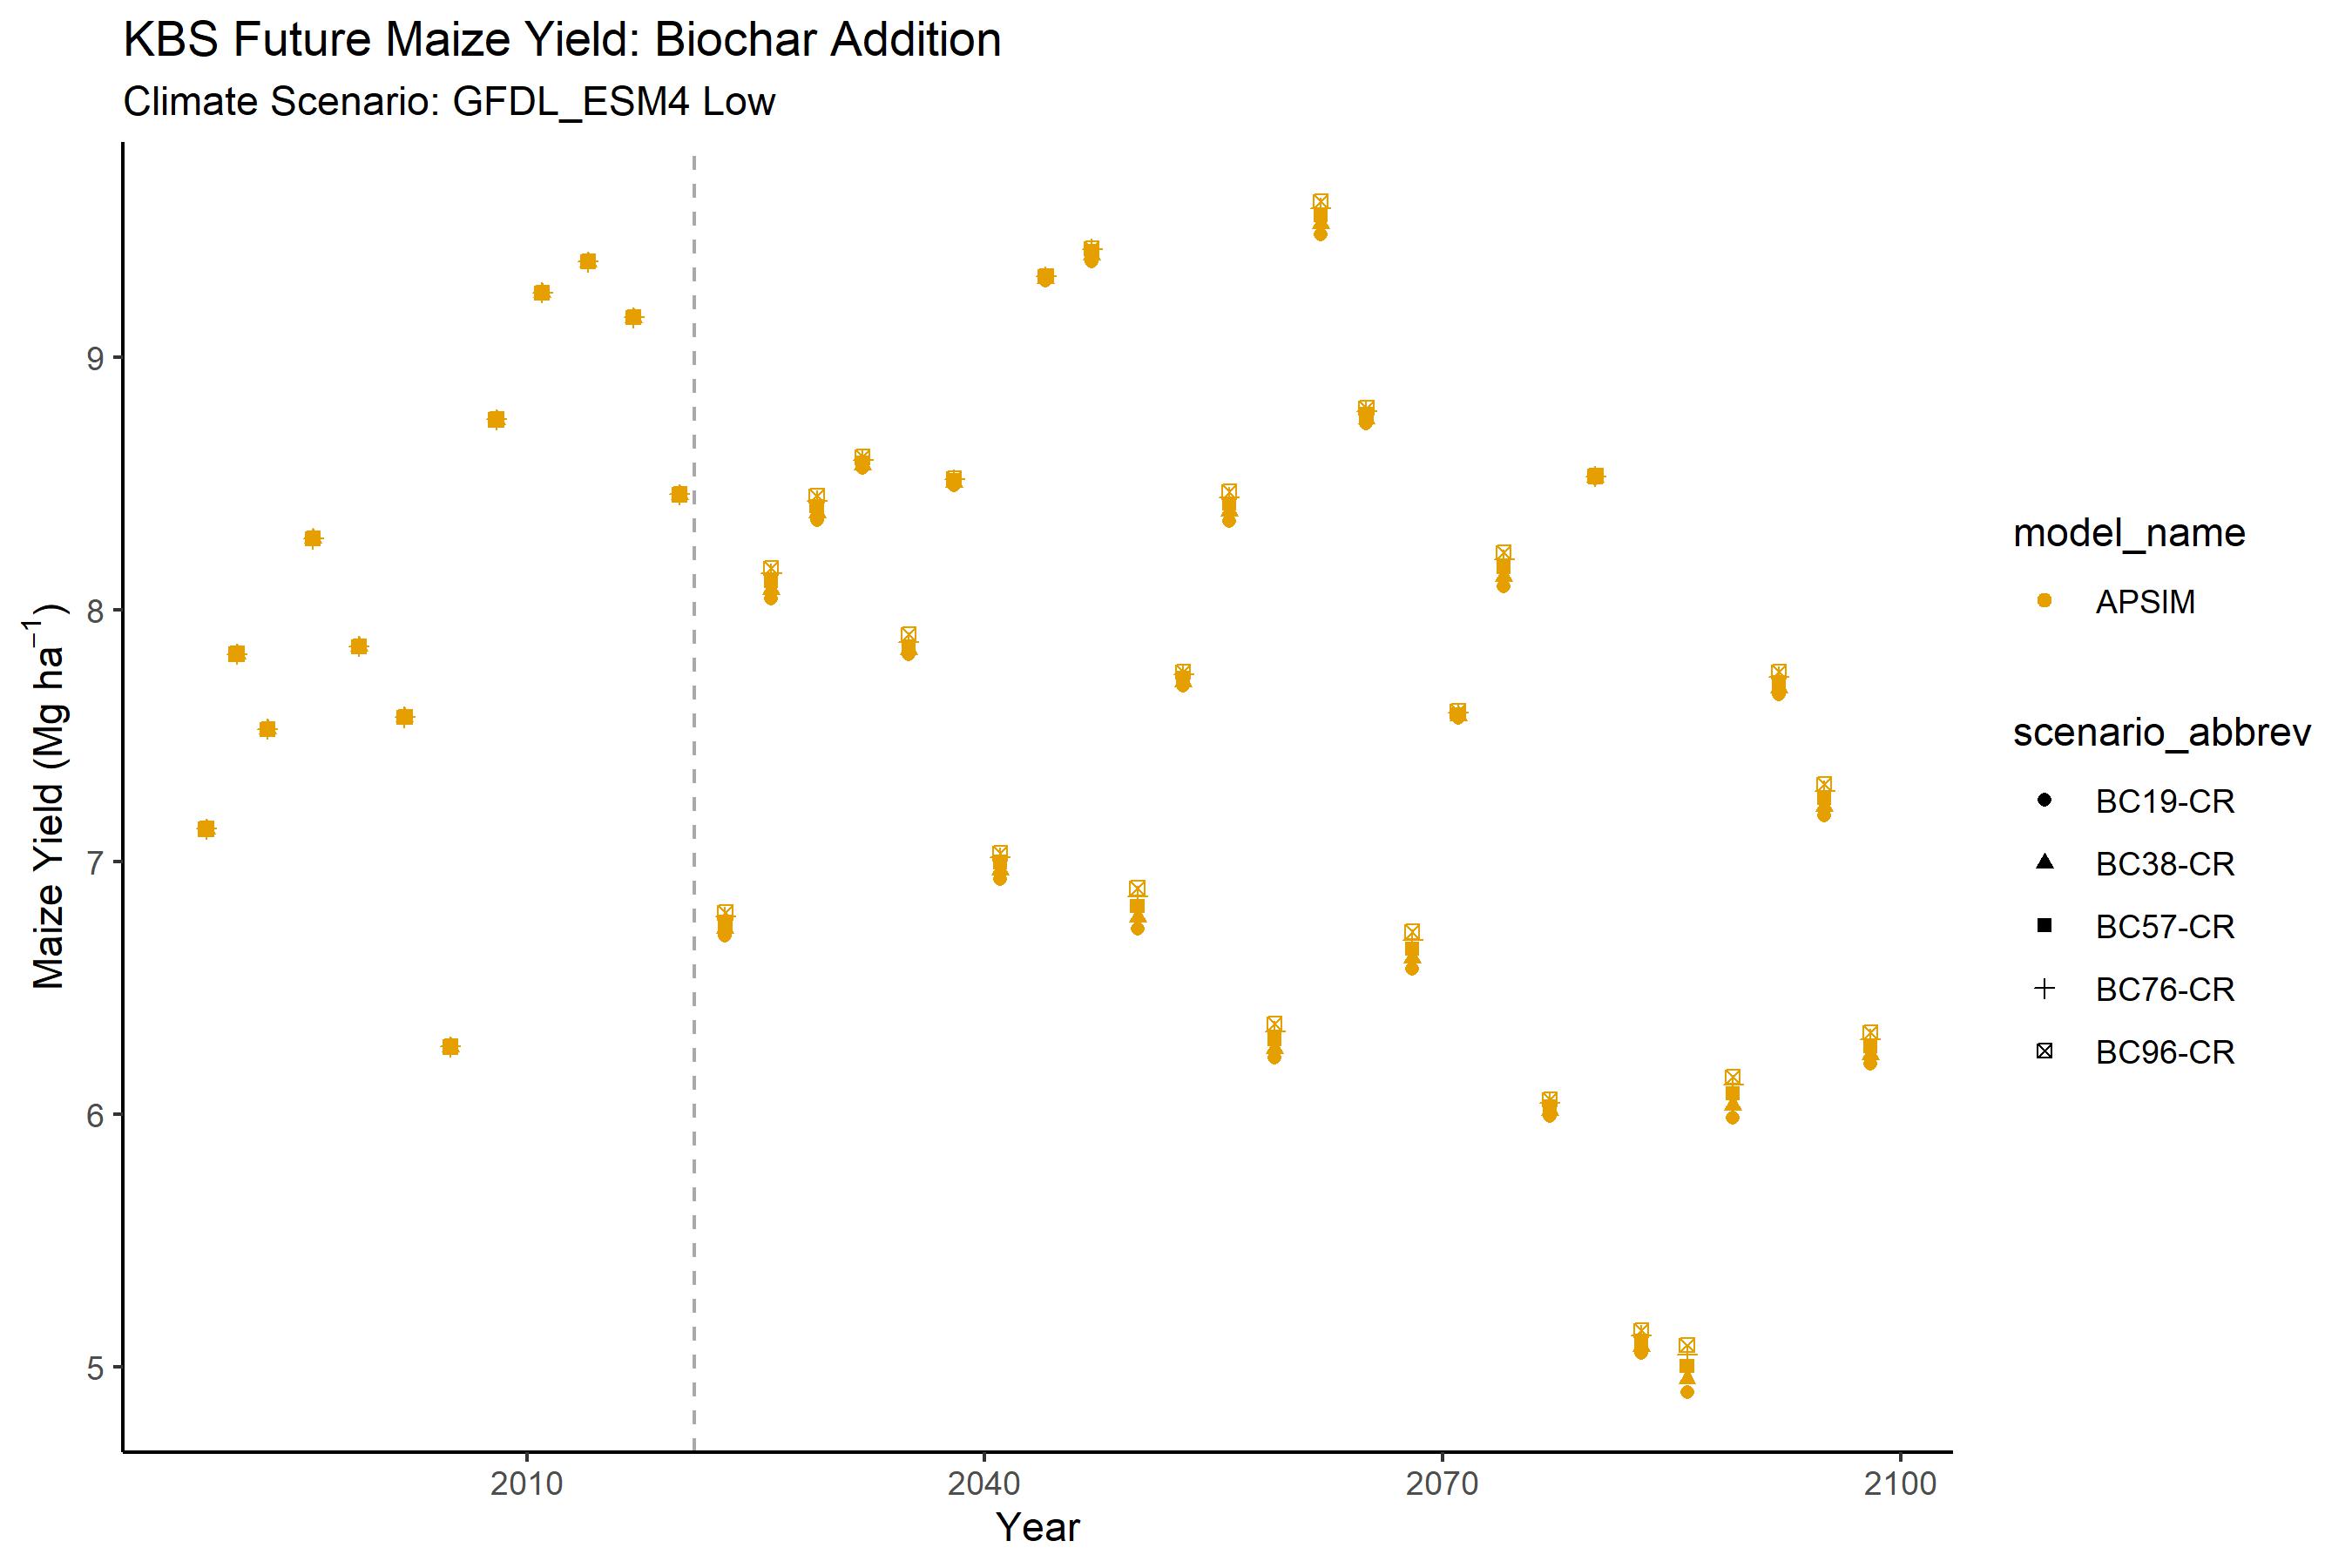 KBS Future Maize Yield: Biochar Addition
Climate Scenario: GFDL_ESM4 Low
Maize Yield (Mg ha⁻¹)
9
8
7
6
5
2010
2040
2070
2100
Year
model_name
APSIM
scenario_abbrev
BC19-CR
BC38-CR
BC57-CR
BC76-CR
BC96-CR